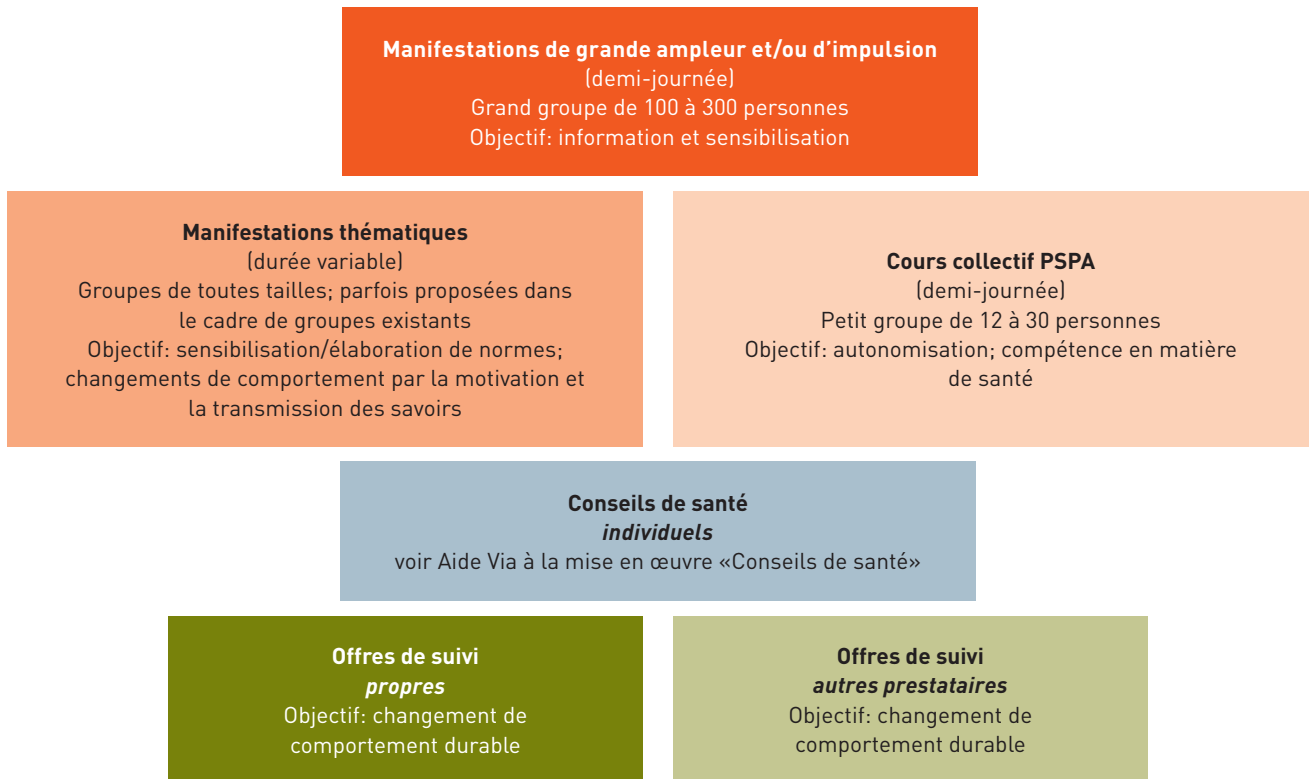 Manifestations de grande ampleur et/ou d’impulsion
(demi-journée)
Grand groupe de 100 à 300 personnes
Objectif: information et sensibilisation
Manifestations thématiques
(durée variable)
Groupes de toutes tailles; parfois proposées dans
le cadre de groupes existants
Objectif: sensibilisation/élaboration de normes;
changements de comportement par la motivation et
la transmission des savoirs
Cours collectif PSPA
(demi-journée)
Petit groupe de 12 à 30 personnes
Objectif: autonomisation; compétence en matière
de santé
Conseils de santé
individuels
voir Aide Via à la mise en œuvre «Conseils de santé»
Offres de suivi
propres
Objectif: changement de
comportement durable
Offres de suivi
autres prestataires
Objectif: changement de
comportement durable